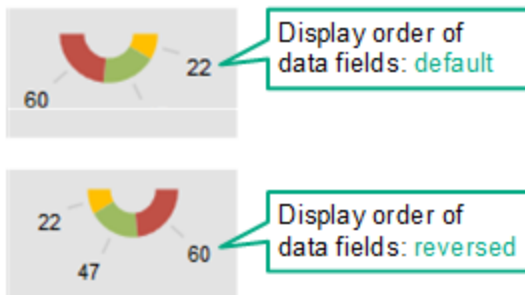 Display order of
data fields: default
22
60
Display order of
data fields: reversed
22
60
47